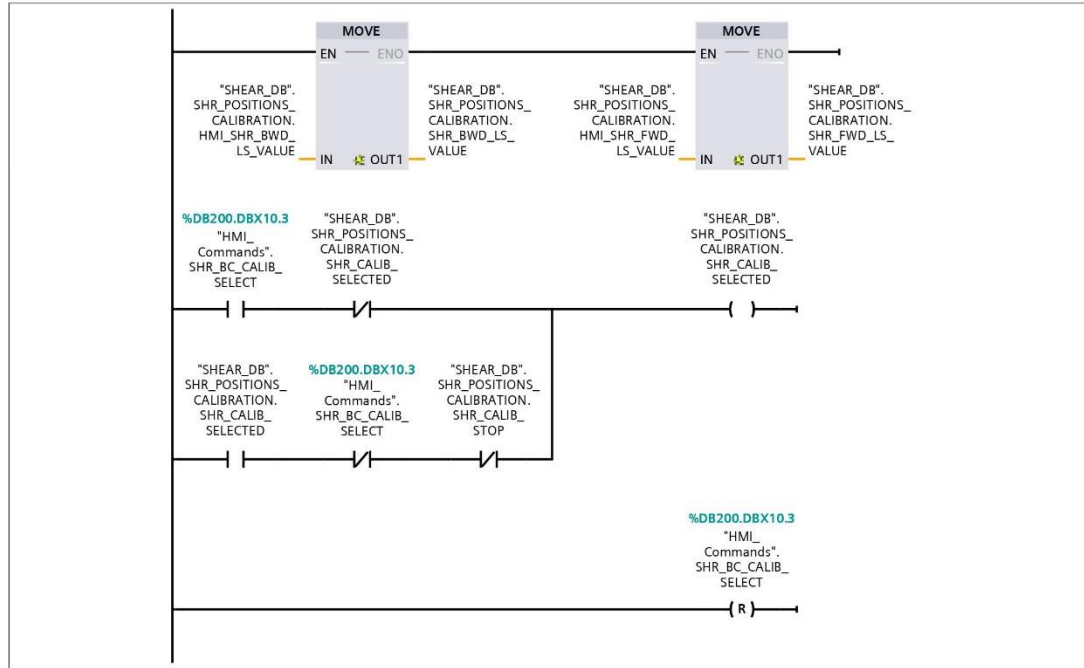 MOVE
EN
ENO
"SHEAR_DB".
SHR_POSITIONS_
CALIBRATION.
HMI_SHR_BWD_
LS_VALUE
IN
OUT1
"SHEAR_DB".
SHR_POSITIONS_
CALIBRATION.
SHR_BWD_LS_
VALUE
MOVE
EN
ENO
"SHEAR_DB".
SHR_POSITIONS_
CALIBRATION.
HMI_SHR_FWD_
LS_VALUE
IN
OUT1
"SHEAR_DB".
SHR_POSITIONS_
CALIBRATION.
SHR_FWD_LS_
VALUE
%DB200.DBX10.3
"HMI_
Commands".
SHR_BC_CALIB_
SELECT
"SHEAR_DB".
SHR_POSITIONS_
CALIBRATION.
SHR_CALIB_
SELECTED
"SHEAR_DB".
SHR_POSITIONS_
CALIBRATION.
SHR_CALIB_
SELECTED
"SHEAR_DB".
SHR_POSITIONS_
CALIBRATION.
SHR_CALIB_
SELECTED
%DB200.DBX10.3
"HMI_
Commands".
SHR_BC_CALIB_
SELECT
"SHEAR_DB".
SHR_POSITIONS_
CALIBRATION.
SHR_CALIB_
STOP
%DB200.DBX10.3
"HMI_
Commands".
SHR_BC_CALIB_
SELECT
R